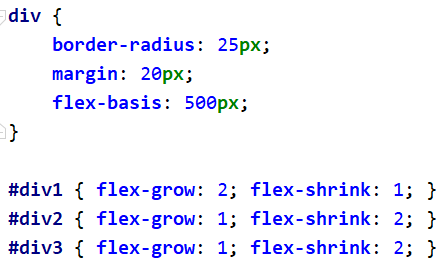 div {
    border-radius: 25px;
    margin: 20px;
    flex-basis: 500px;
}
#div1 { flex-grow: 2; flex-shrink: 1; }
#div2 { flex-grow: 1; flex-shrink: 2; }
#div3 { flex-grow: 1; flex-shrink: 2; }